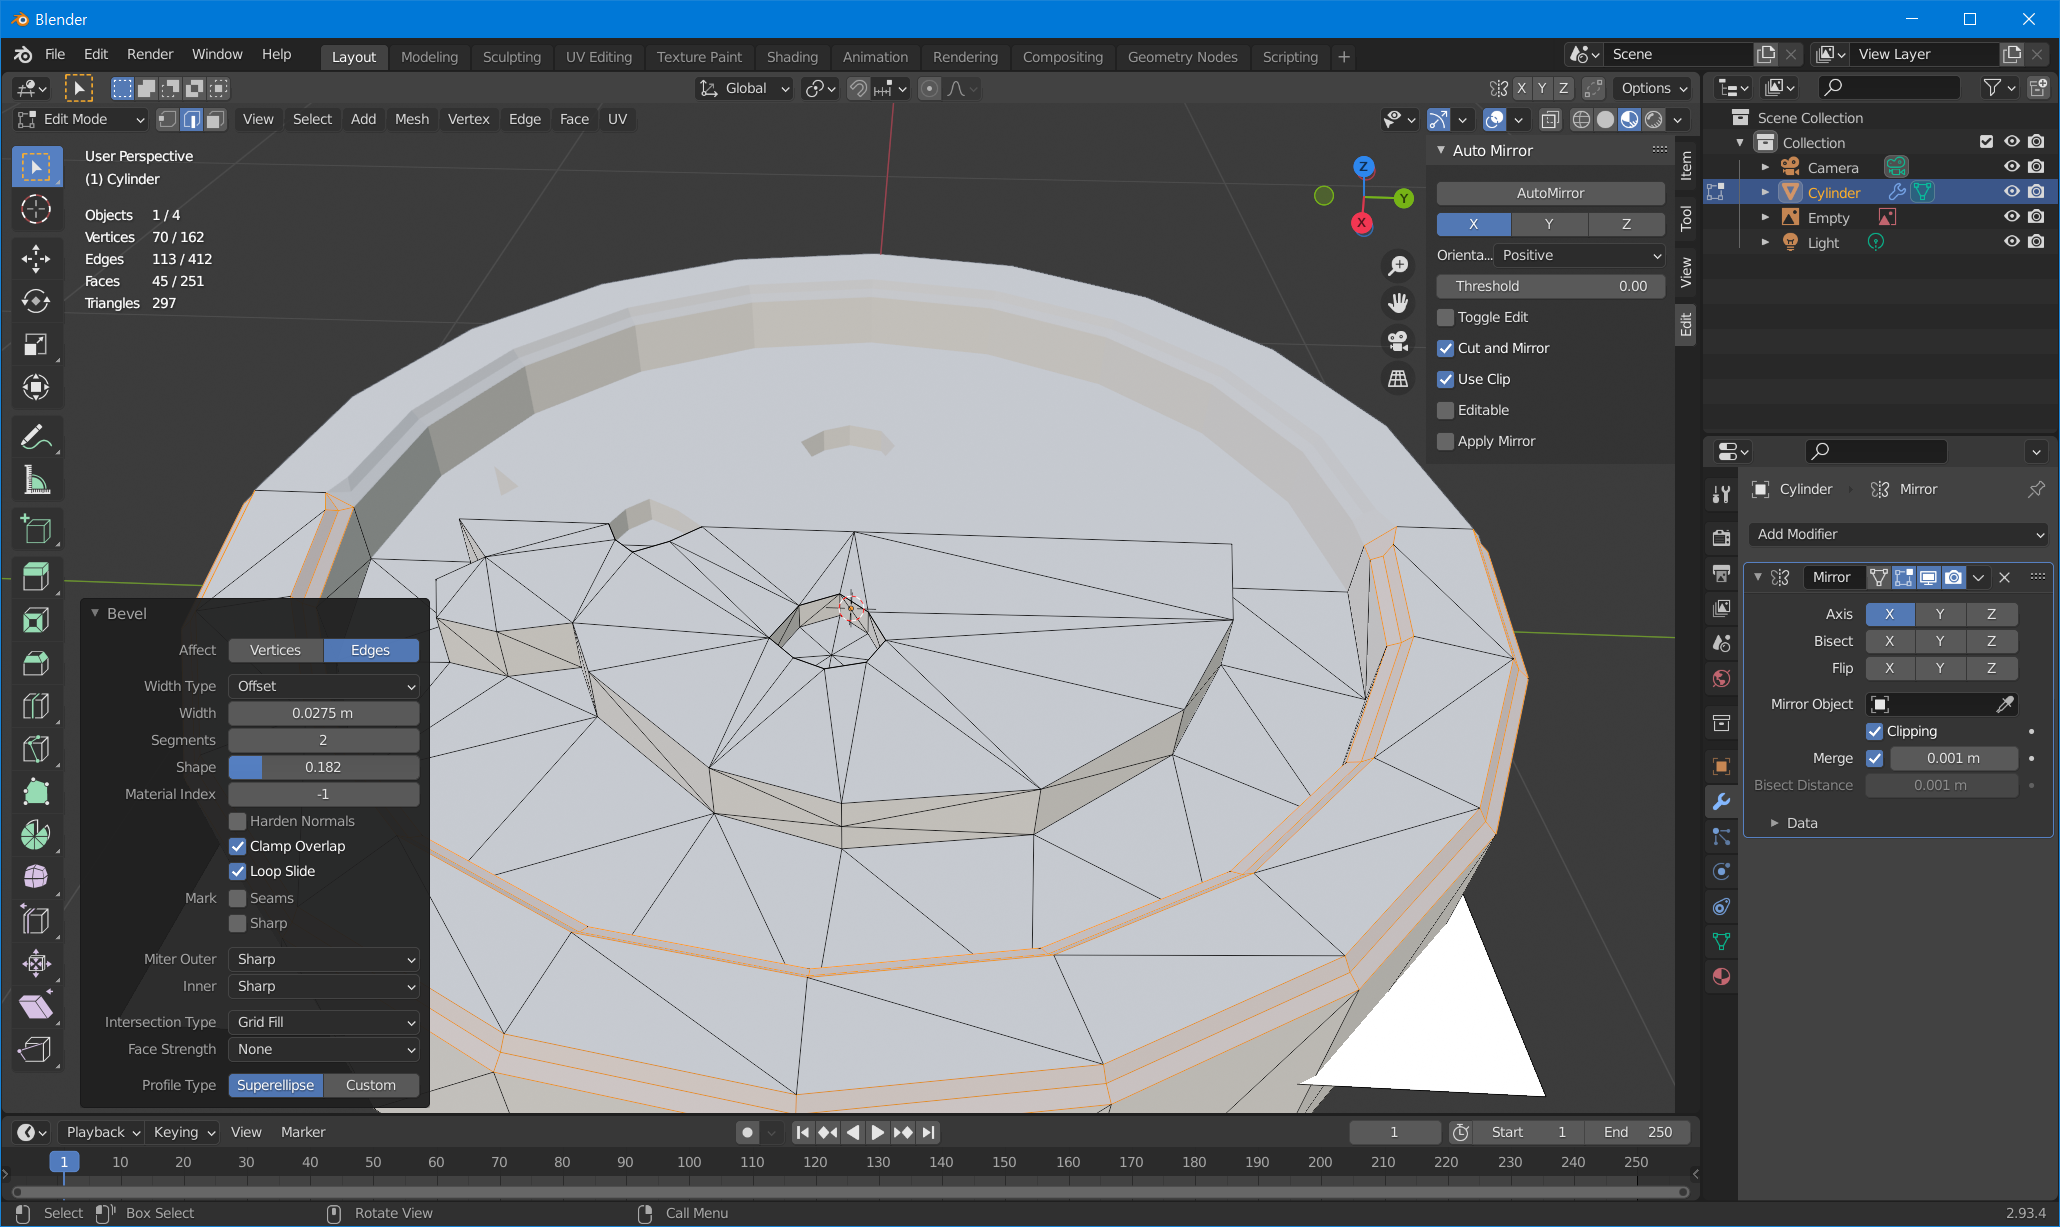 Blender
File Edit Render Window Help
Layout Modeling Sculpting UV Editing Texture Paint Shading Animation Rendering Compositing Geometry Nodes Scripting +
Scene
View Layer
Global
X Y Z
Options
Edit Mode
View Select Add Mesh Vertex Edge Face UV
User Perspective
(1) Cylinder
Objects 1 / 4
Vertices 70 / 162
Edges 113 / 412
Faces 45 / 251
Triangles 297
Z
Y
X
Auto Mirror
AutoMirror
X Y Z
Orienta... Positive
Threshold 0.00
Toggle Edit
Cut and Mirror
Use Clip
Editable
Apply Mirror
Item
Tool
View
Edit
Scene Collection
Collection
Camera
Cylinder
Empty
Light
Cylinder Mirror
Add Modifier
Mirror
Axis X Y Z
Bisect X Y Z
Flip X Y Z
Mirror Object
Clipping
Merge 0.001 m
Bisect Distance 0.001 m
Data
Bevel
Affect Vertices Edges
Width Type Offset
Width 0.0275 m
Segments 2
Shape 0.182
Material Index -1
Harden Normals
Clamp Overlap
Loop Slide
Mark Seams
Sharp
Miter Outer Sharp
Inner Sharp
Intersection Type Grid Fill
Face Strength None
Profile Type Superellipse Custom
Playback Keying View Marker
1
Start 1 End 250
1 10 20 30 40 50 60 70 80 90 100 110 120 130 140 150 160 170 180 190 200 210 220 230 240 250
Select Box Select Rotate View Call Menu 2.93.4